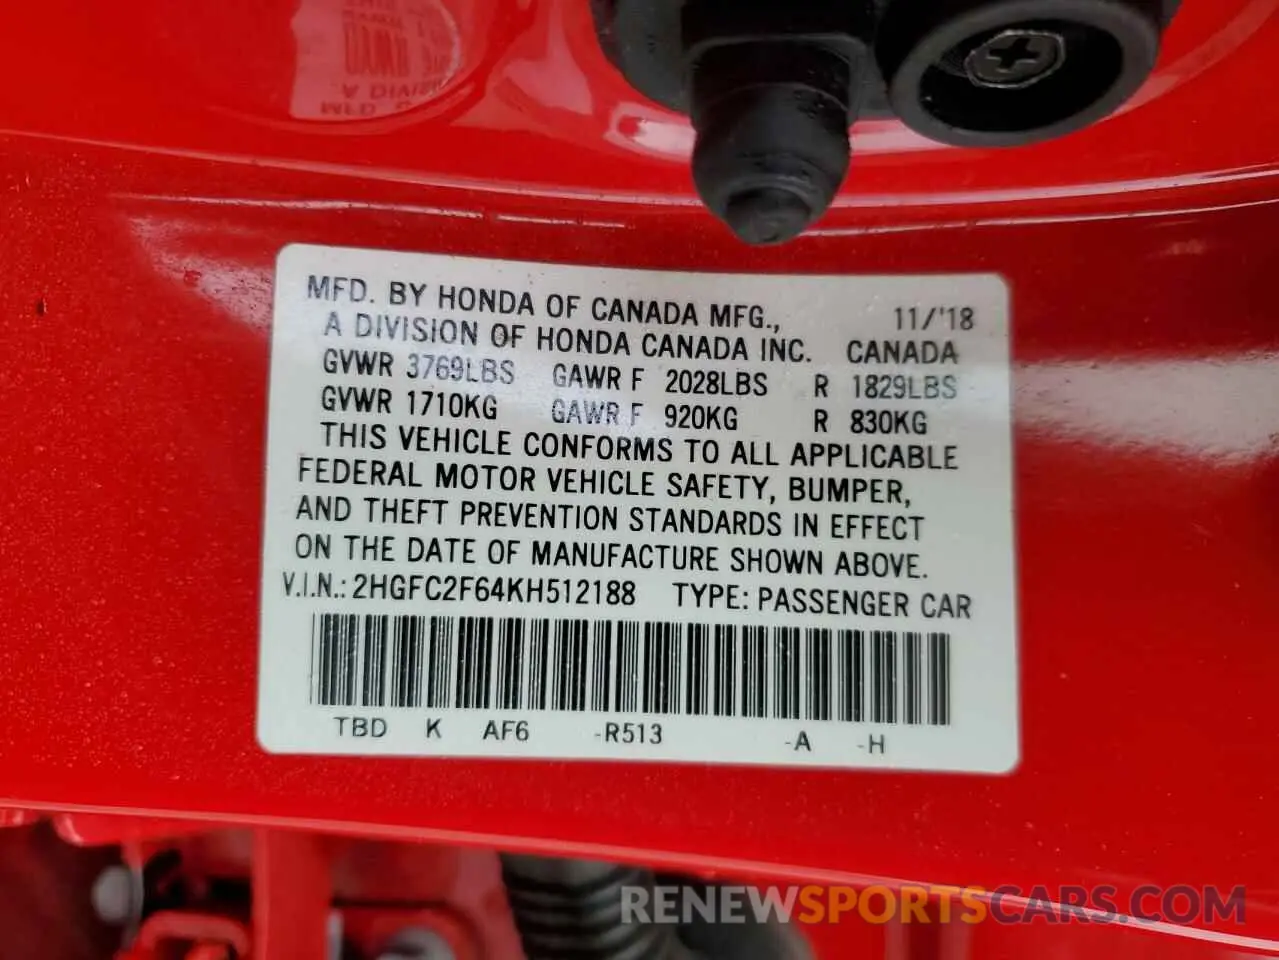 MFD. BY HONDA OF CANADA MFG., 11/'18
A DIVISION OF HONDA CANADA INC. CANADA
GVWR 3769LBS GAWR F 2028LBS R 1829LBS
GVWR 1710KG GAWR F 920KG R 830KG
THIS VEHICLE CONFORMS TO ALL APPLICABLE
FEDERAL MOTOR VEHICLE SAFETY, BUMPER,
AND THEFT PREVENTION STANDARDS IN EFFECT
ON THE DATE OF MANUFACTURE SHOWN ABOVE.
V.I.N.: 2HGFC2F64KH512188 TYPE: PASSENGER CAR
TBD K AF6 -R513 -A -H
RENEWSPORTSCARS.COM